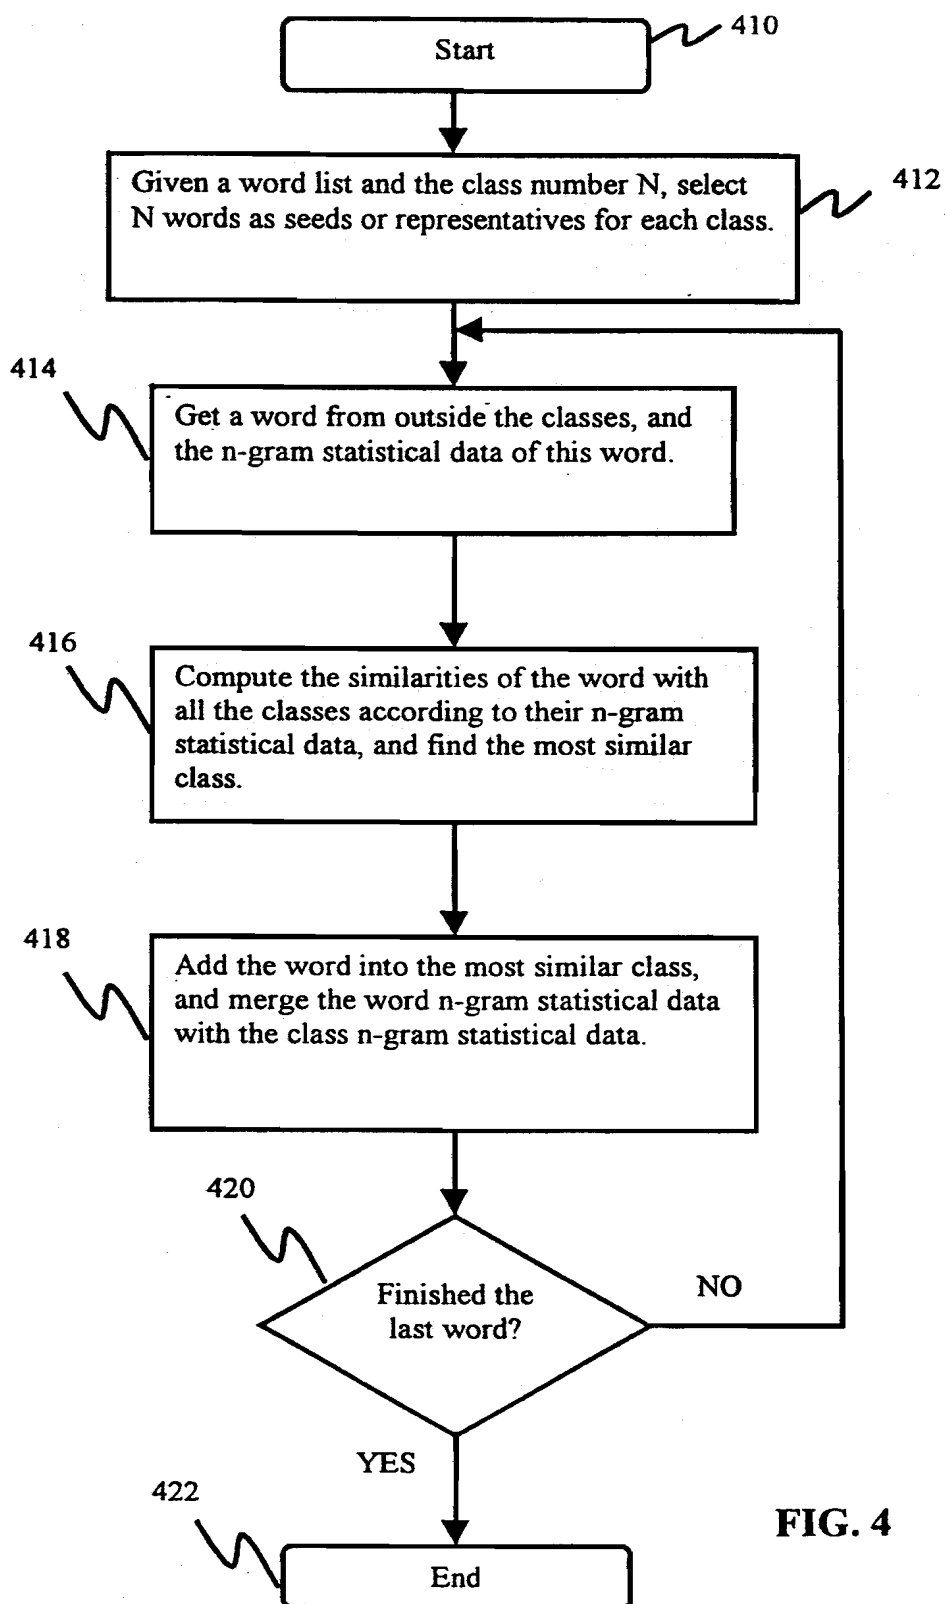 Start
410
Given a word list and the class number N, select
N words as seeds or representatives for each class.
412
414
Get a word from outside the classes, and
the n-gram statistical data of this word.
416
Compute the similarities of the word with
all the classes according to their n-gram
statistical data, and find the most similar
class.
418
Add the word into the most similar class,
and merge the word n-gram statistical data
with the class n-gram statistical data.
420
Finished the
last word?
NO
YES
422
End
FIG. 4